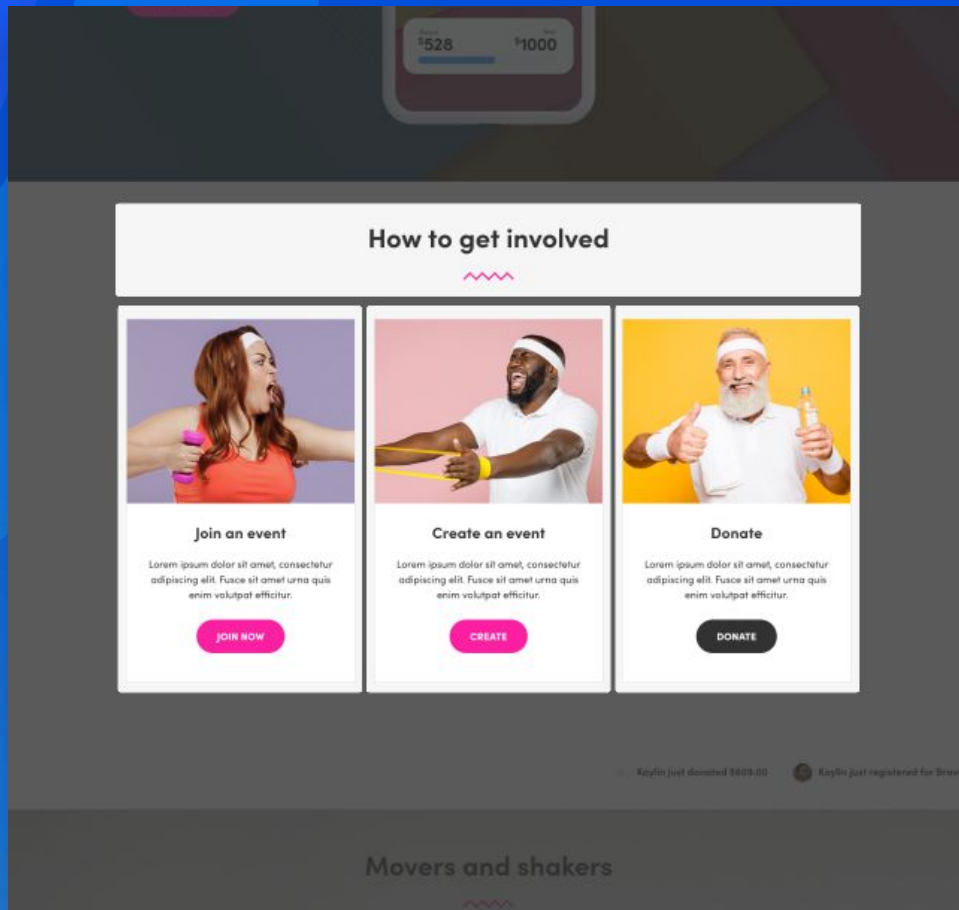 $528 $1000
How to get involved
Join an event
Lorem ipsum dolor sit amet, consectetur
adipiscing elit. Fusce sit amet urna quis
enim volutpat efficitur.
JOIN NOW
Create an event
Lorem ipsum dolor sit amet, consectetur
adipiscing elit. Fusce sit amet urna quis
enim volutpat efficitur.
CREATE
Donate
Lorem ipsum dolor sit amet, consectetur
adipiscing elit. Fusce sit amet urna quis
enim volutpat efficitur.
DONATE
Kaylin just donated $609.00 Kaylin just registered for
Movers and shakers